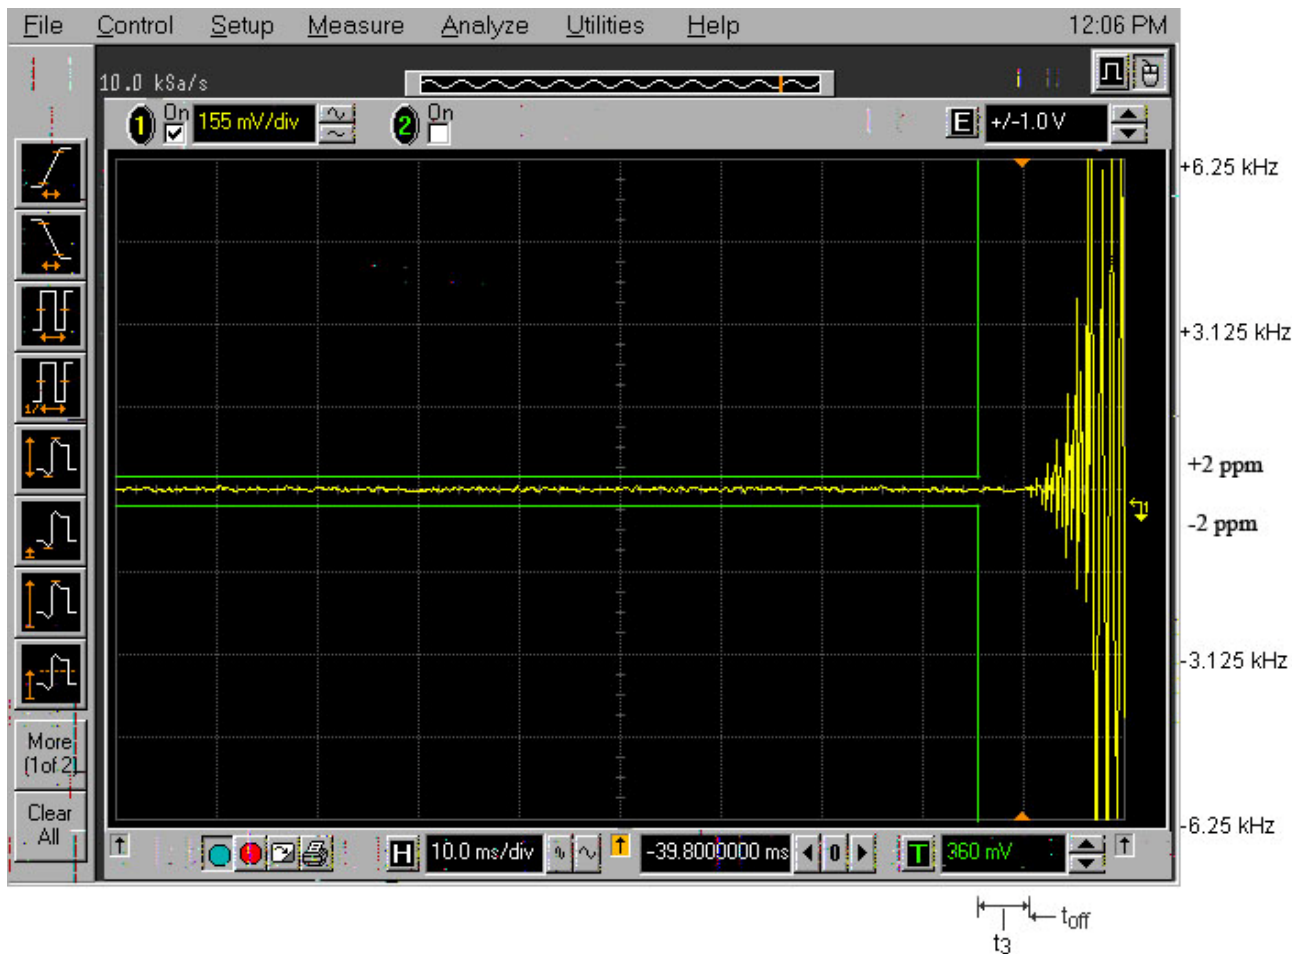 File Control Setup Measure Analyze Utilities Help 12:06 PM
10.0 kSa/s
1 On 155 mV/div 2 On E +/-1.0 V
+6.25 kHz
+3.125 kHz
1/
+2 ppm
1
-2 ppm
-3.125 kHz
More
(1of 2)
Clear
All
-6.25 kHz
H 10.0 ms/div -39.8000000 ms 0 T 360 mV
toff
t3